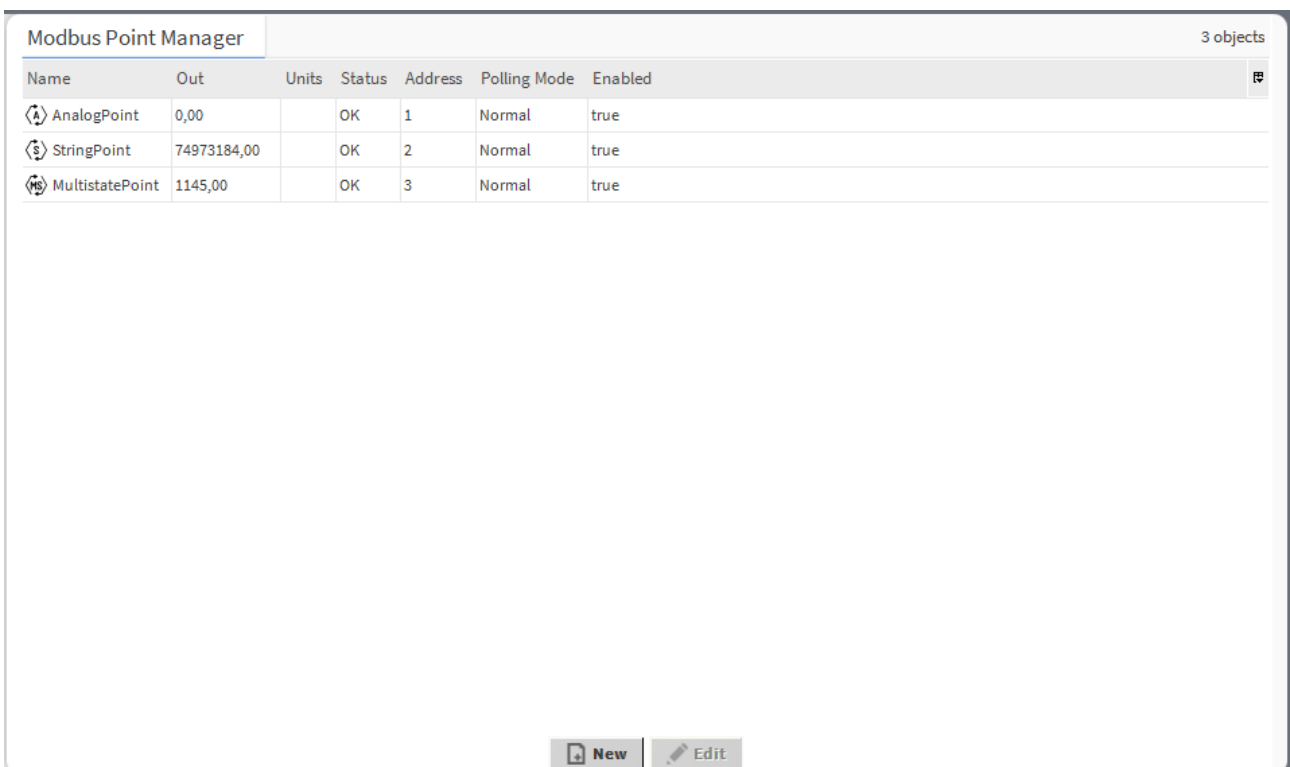 Modbus Point Manager 3 objects
Name Out Units Status Address Polling Mode Enabled
A AnalogPoint 0,00 OK 1 Normal true
S StringPoint 74973184,00 OK 2 Normal true
MS MultistatePoint 1145,00 OK 3 Normal true
New Edit